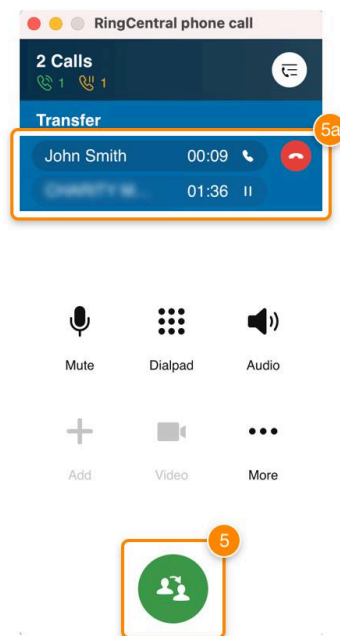 RingCentral phone call
2 Calls
1 1
Transfer
5a
John Smith 00:09
01:36
Mute Dialpad Audio
Add Video More
5